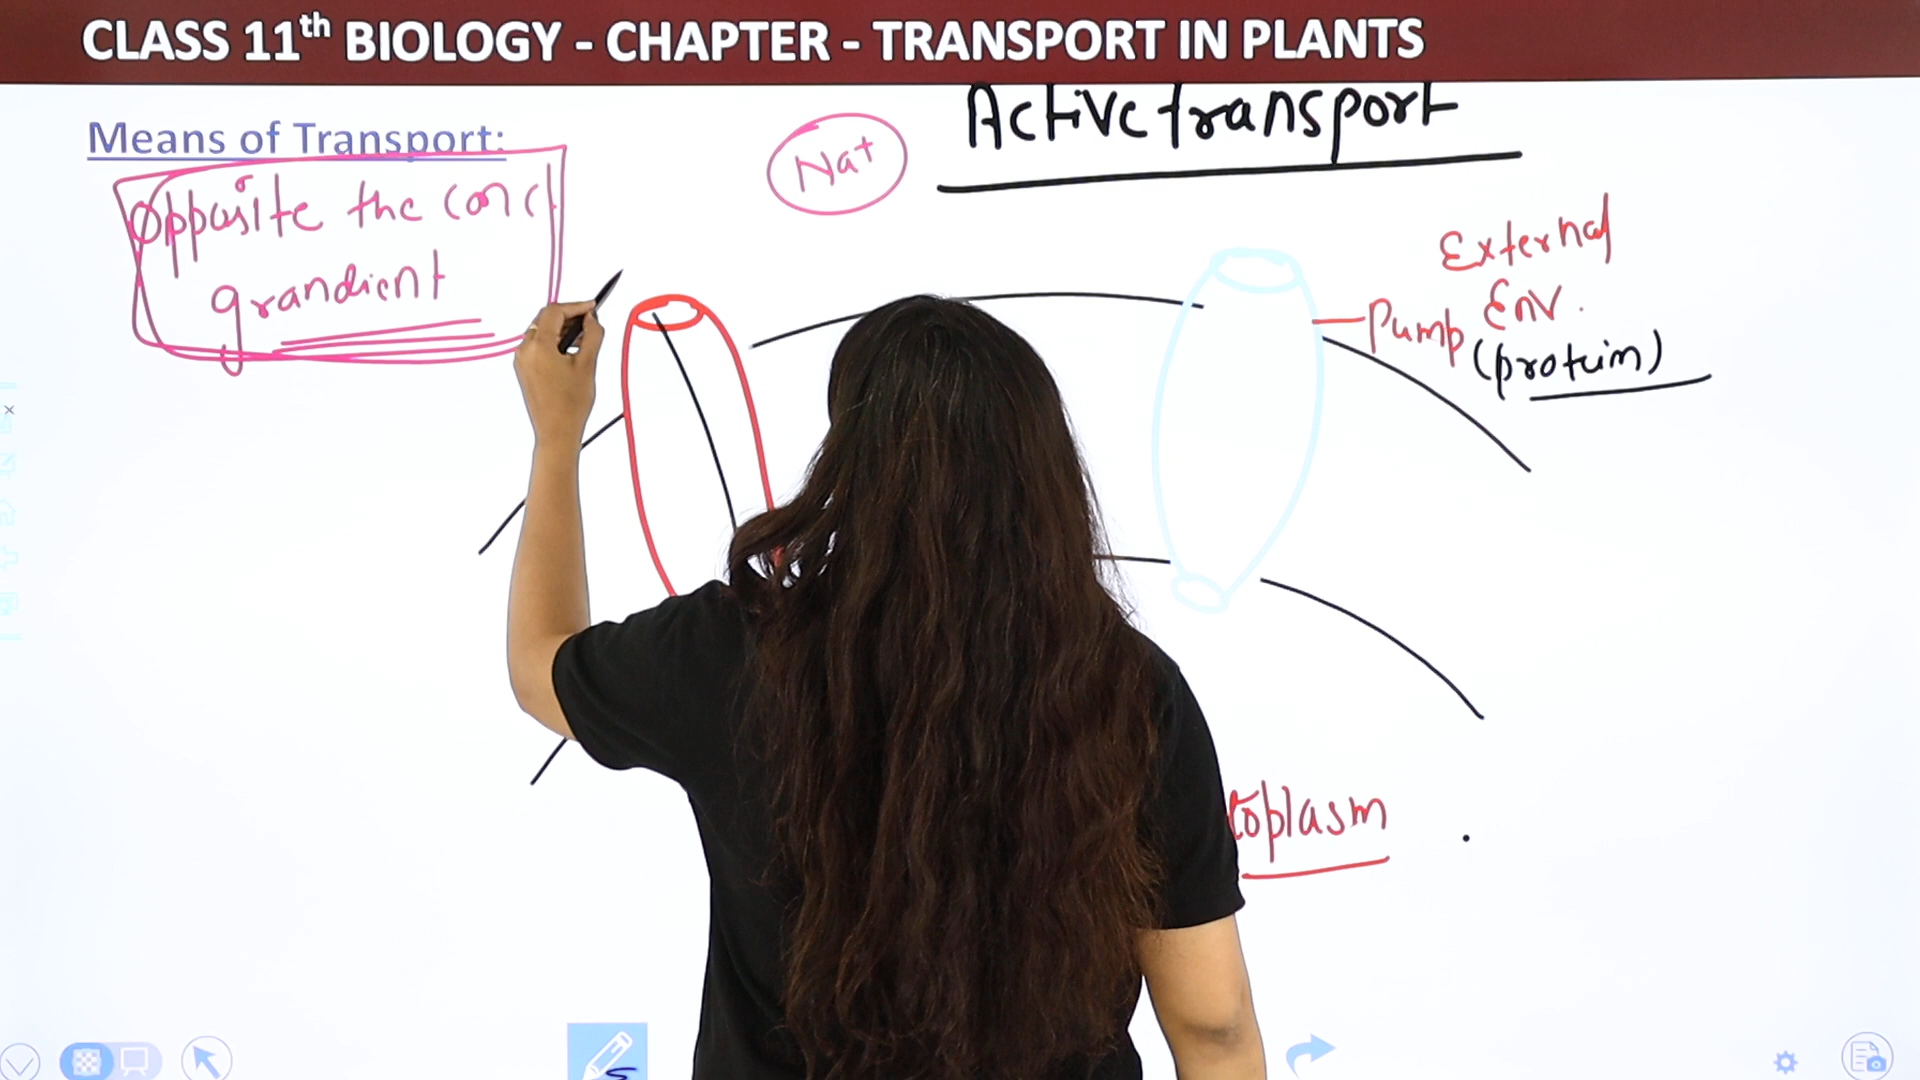 CLASS 11th BIOLOGY - CHAPTER - TRANSPORT IN PLANTS
Means of Transport:
Opposite the conc
grandient
Na+
Active transport
External
Env.
Pump
(protein)
toplasm